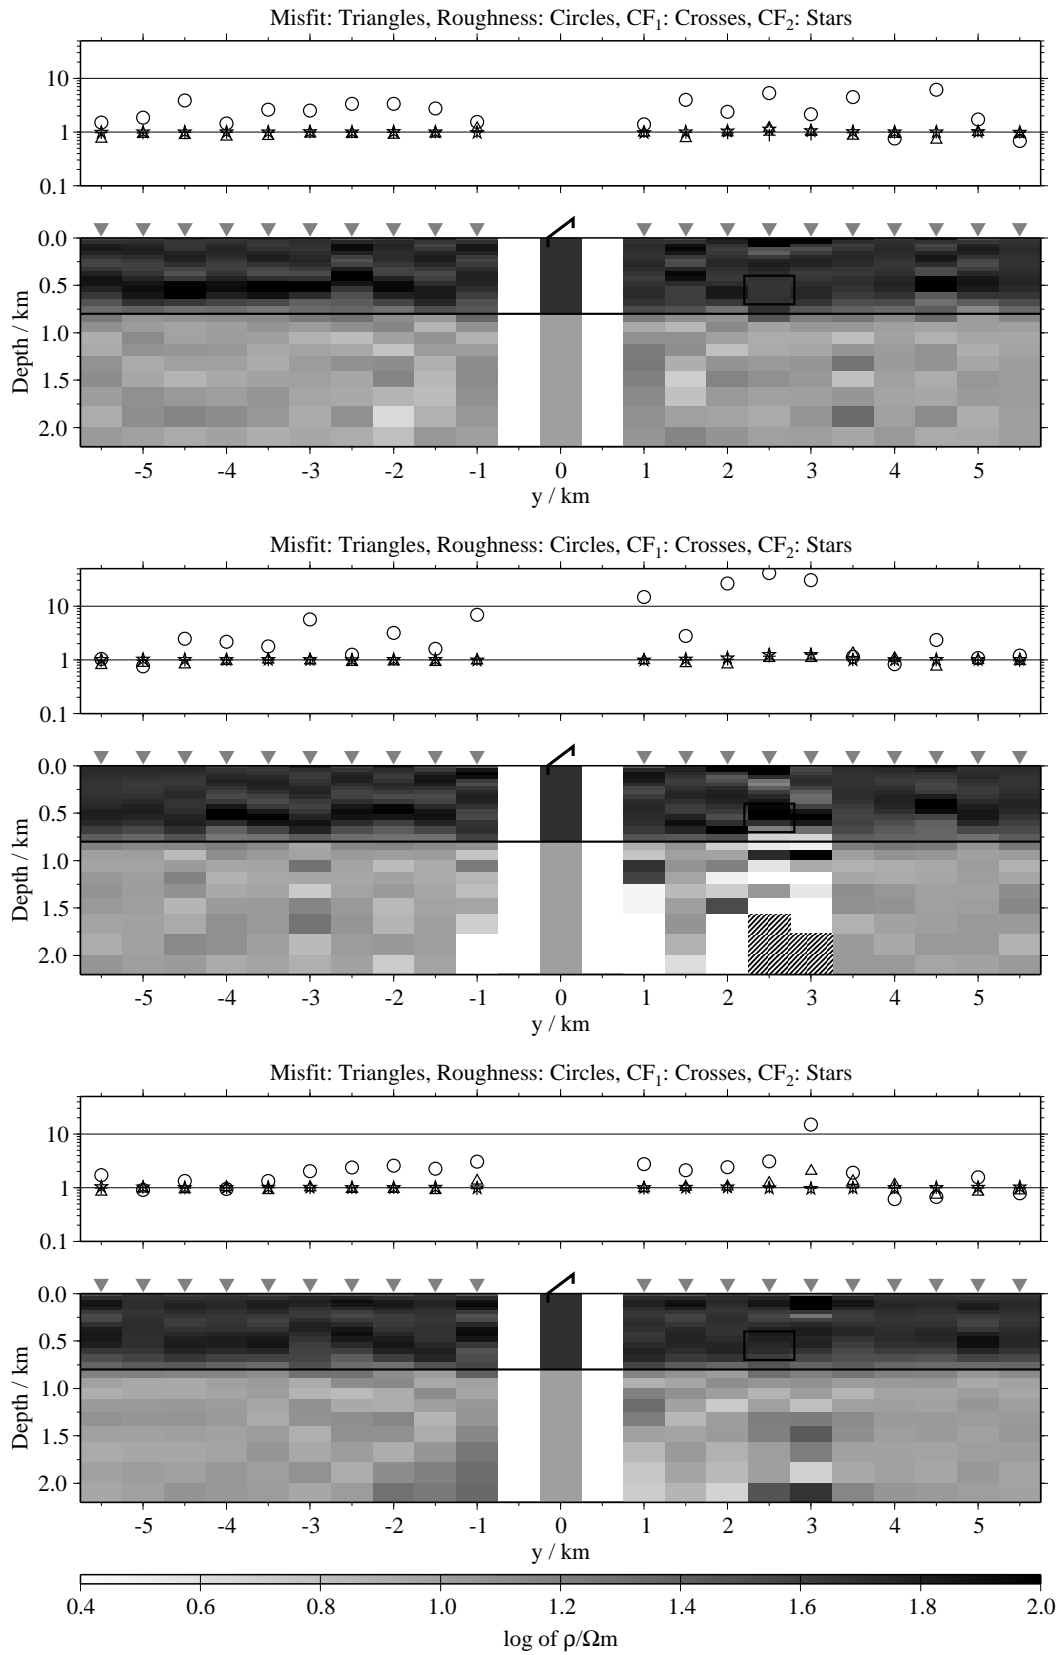 Misfit: Triangles, Roughness: Circles, CF₁: Crosses, CF₂: Stars
10
1
0.1
0.0
0.5
1.0
1.5
2.0
Depth / km
-5 -4 -3 -2 -1 0 1 2 3 4 5
y / km
Misfit: Triangles, Roughness: Circles, CF₁: Crosses, CF₂: Stars
10
1
0.1
0.0
0.5
1.0
1.5
2.0
Depth / km
-5 -4 -3 -2 -1 0 1 2 3 4 5
y / km
Misfit: Triangles, Roughness: Circles, CF₁: Crosses, CF₂: Stars
10
1
0.1
0.0
0.5
1.0
1.5
2.0
Depth / km
-5 -4 -3 -2 -1 0 1 2 3 4 5
y / km
0.4 0.6 0.8 1.0 1.2 1.4 1.6 1.8 2.0
log of ρ/Ωm